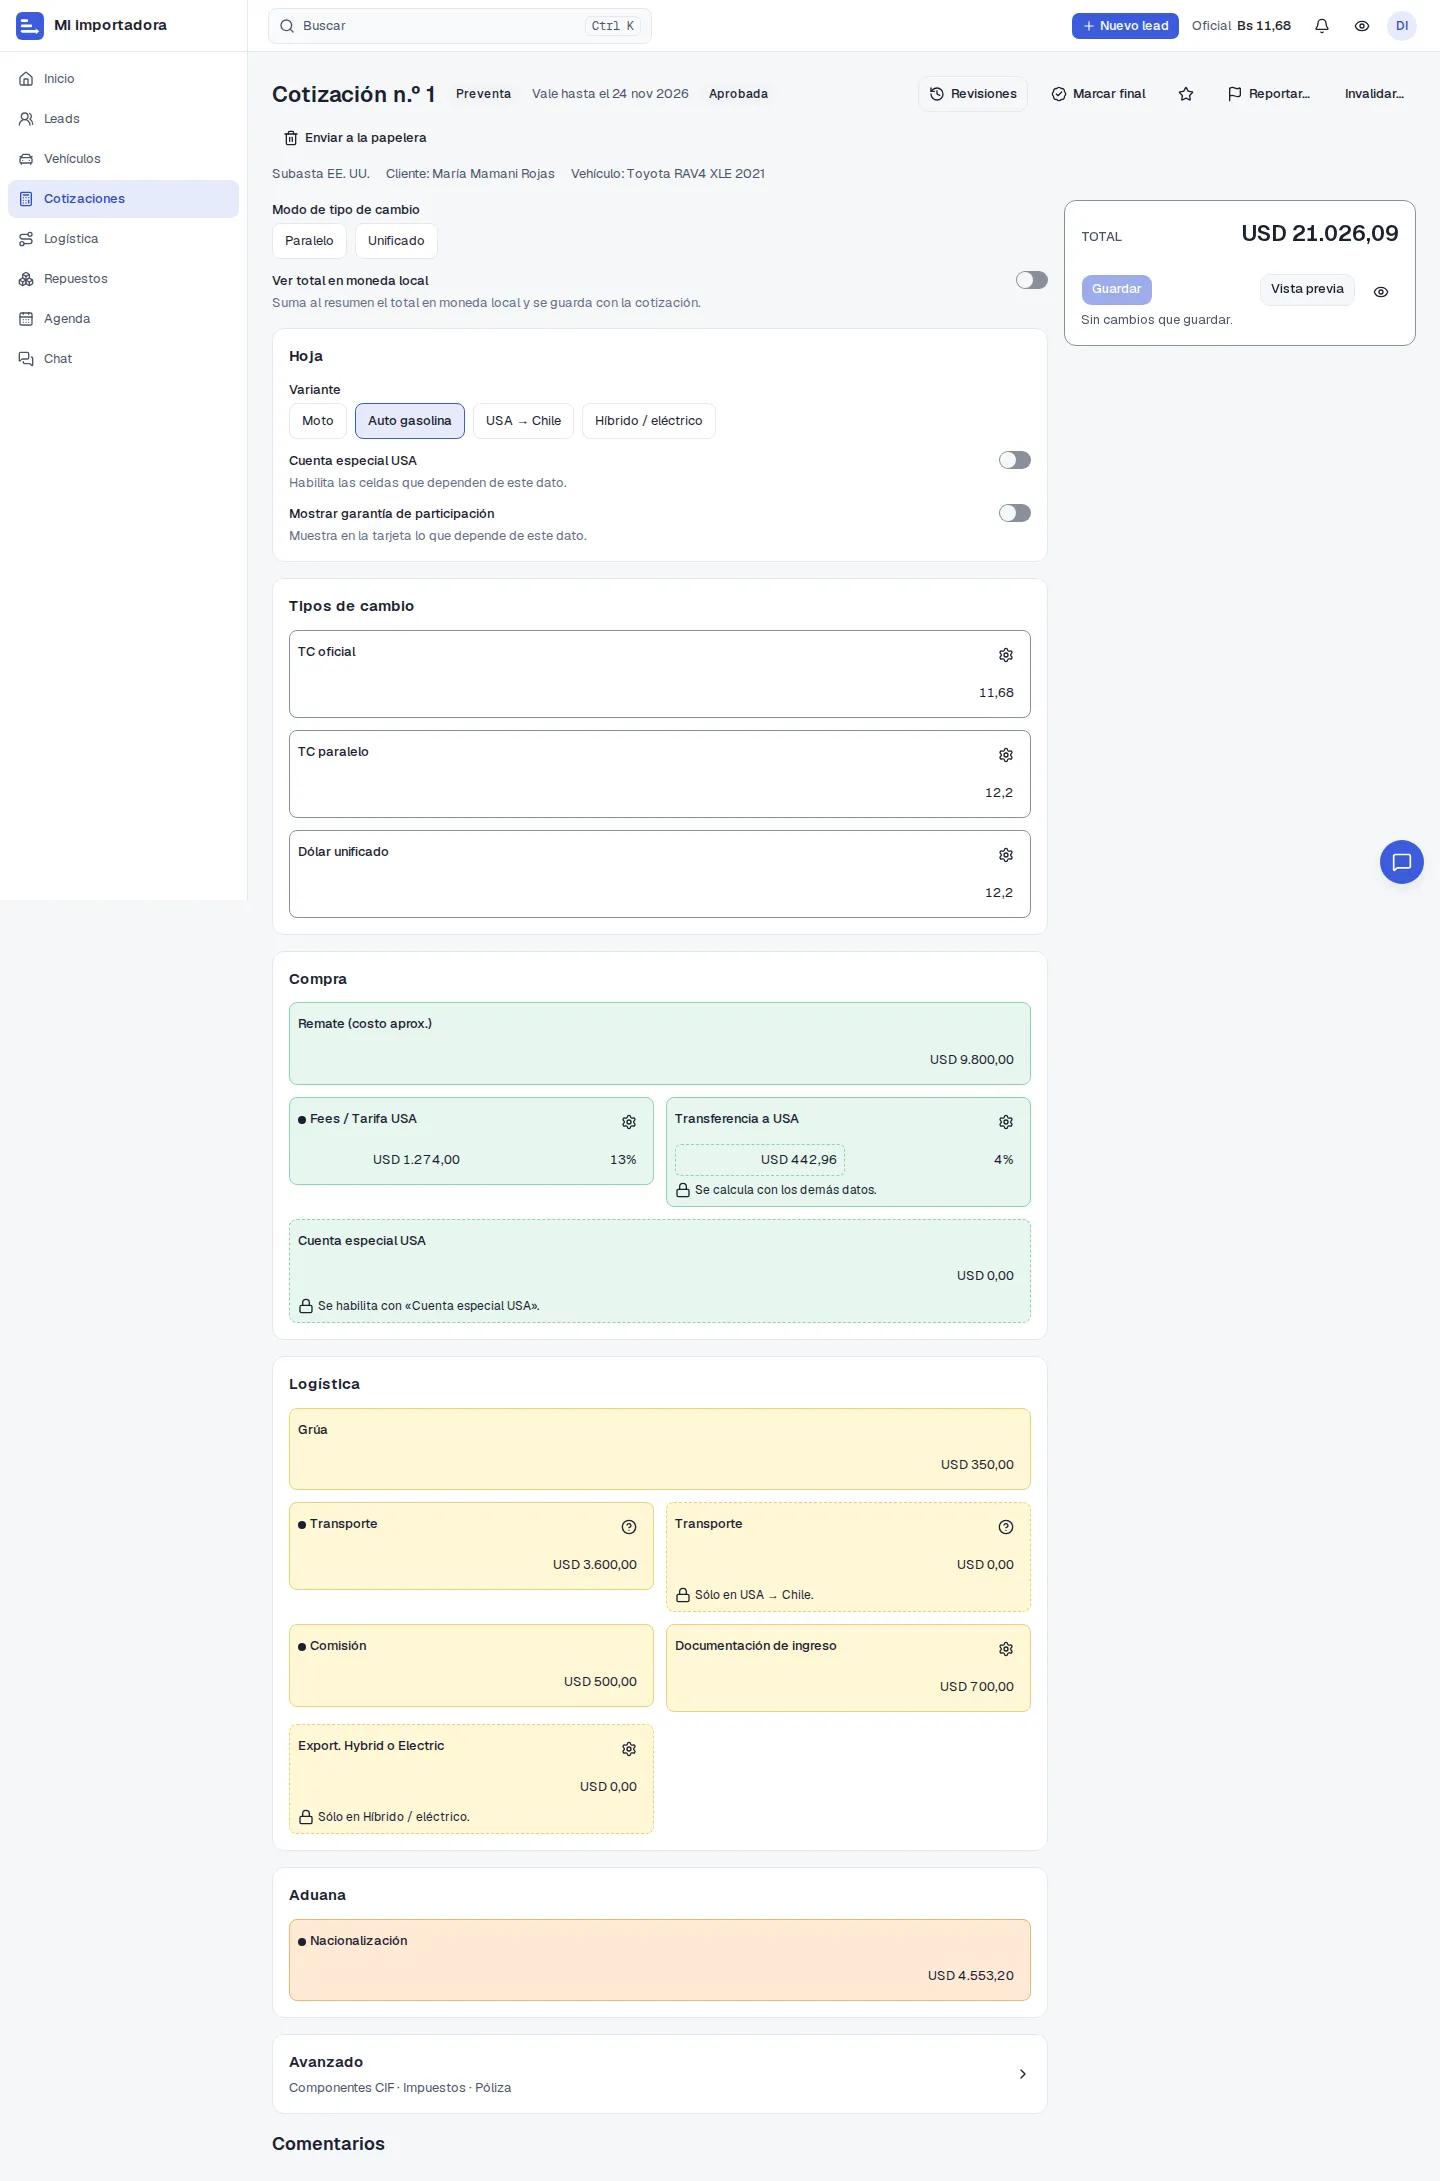 Mi Importadora
Buscar
Ctrl K
Nuevo lead
Oficial Bs 11,68
DI
Inicio
Leads
Vehículos
Cotizaciones
Logística
Repuestos
Agenda
Chat
Cotización n.º 1
Preventa
Vale hasta el 24 nov 2026
Aprobada
Revisiones
Marcar final
Reportar...
Invalidar...
Enviar a la papelera
Subasta EE. UU.
Cliente: María Mamani Rojas
Vehículo: Toyota RAV4 XLE 2021
Modo de tipo de cambio
Paralelo
Unificado
Ver total en moneda local
Suma al resumen el total en moneda local y se guarda con la cotización.
TOTAL
USD 21.026,09
Guardar
Vista previa
Sin cambios que guardar.
Hoja
Variante
Moto
Auto gasolina
USA → Chile
Híbrido / eléctrico
Cuenta especial USA
Habilita las celdas que dependen de este dato.
Mostrar garantía de participación
Muestra en la tarjeta lo que depende de este dato.
Tipos de cambio
TC oficial
11,68
TC paralelo
12,2
Dólar unificado
12,2
Compra
Remate (costo aprox.)
USD 9.800,00
Fees / Tarifa USA
USD 1.274,00
13%
Transferencia a USA
USD 442,96
4%
Se calcula con los demás datos.
Cuenta especial USA
USD 0,00
Se habilita con «Cuenta especial USA».
Logística
Grúa
USD 350,00
Transporte
USD 3.600,00
Transporte
USD 0,00
Sólo en USA → Chile.
Comisión
USD 500,00
Documentación de ingreso
USD 700,00
Export. Hybrid o Electric
USD 0,00
Sólo en Híbrido / eléctrico.
Aduana
Nacionalización
USD 4.553,20
Avanzado
Componentes CIF · Impuestos · Póliza
Comentarios